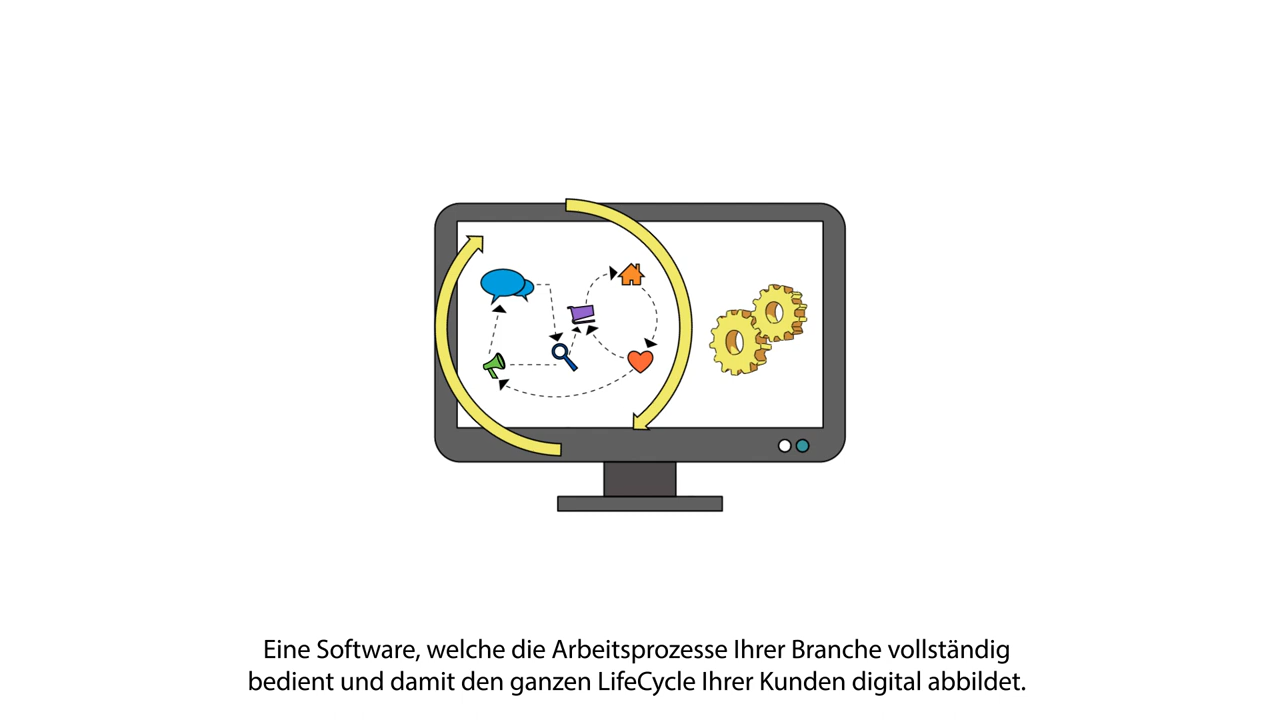 Eine Software, welche die Arbeitsprozesse Ihrer Branche vollständig
bedient und damit den ganzen LifeCycle Ihrer Kunden digital abbildet.